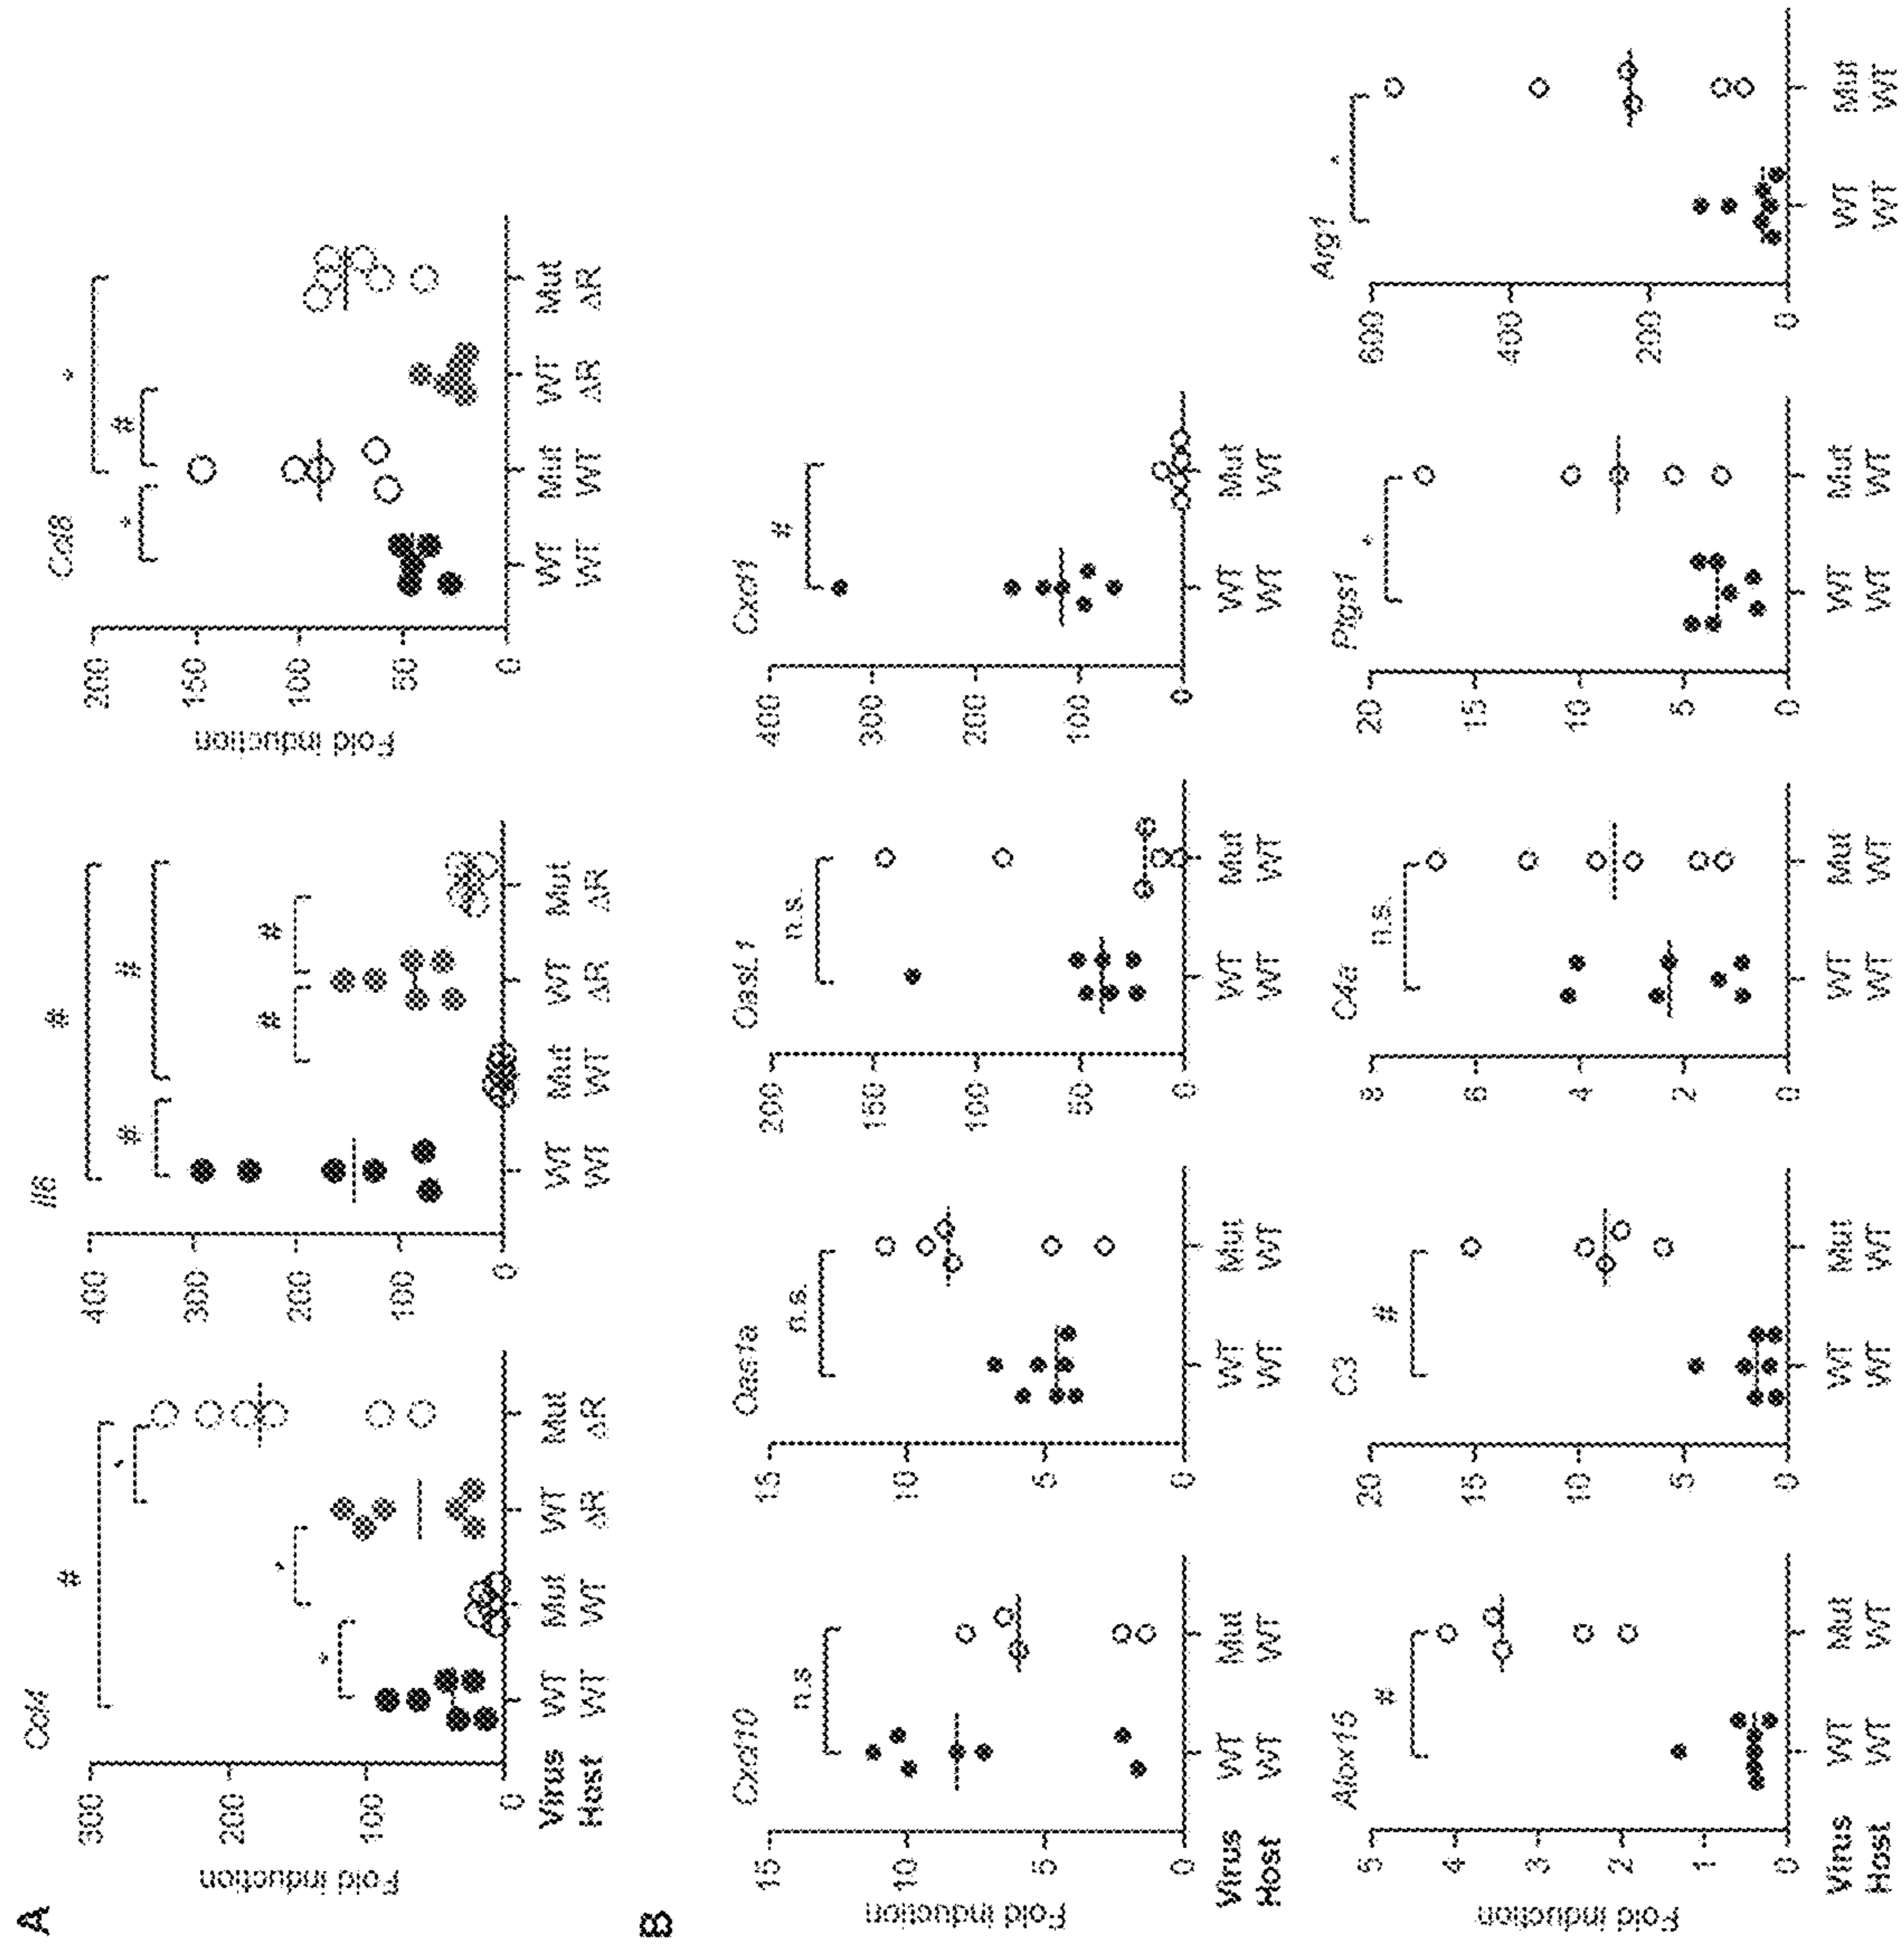 A
Ccl4
Fold induction
300
200
100
0
#
*
*
*
Virus WT Mut WT Mut
Host WT WT ΔR ΔR
Il6
400
300
200
100
0
#
#
#
#
#
WT Mut WT Mut
WT WT ΔR ΔR
Ccl8
Fold induction
200
150
100
50
0
*
#
*
WT Mut WT Mut
WT WT ΔR ΔR
B
Cxcl10
Fold induction
15
10
5
0
n.s
Virus WT Mut
Host WT WT
Oas1a
15
10
5
0
n.s.
WT Mut
WT WT
OasL1
200
150
100
50
0
n.s.
WT Mut
WT WT
Cxcl1
400
300
200
100
0
#
WT Mut
WT WT
Alox15
Fold induction
5
4
3
2
1
0
#
Virus WT Mut
Host WT WT
C3
20
15
10
5
0
#
WT Mut
WT WT
C4a
8
6
4
2
0
n.s.
WT Mut
WT WT
Ptgs1
20
15
10
5
0
*
WT Mut
WT WT
Arg1
600
400
200
0
*
WT Mut
WT WT